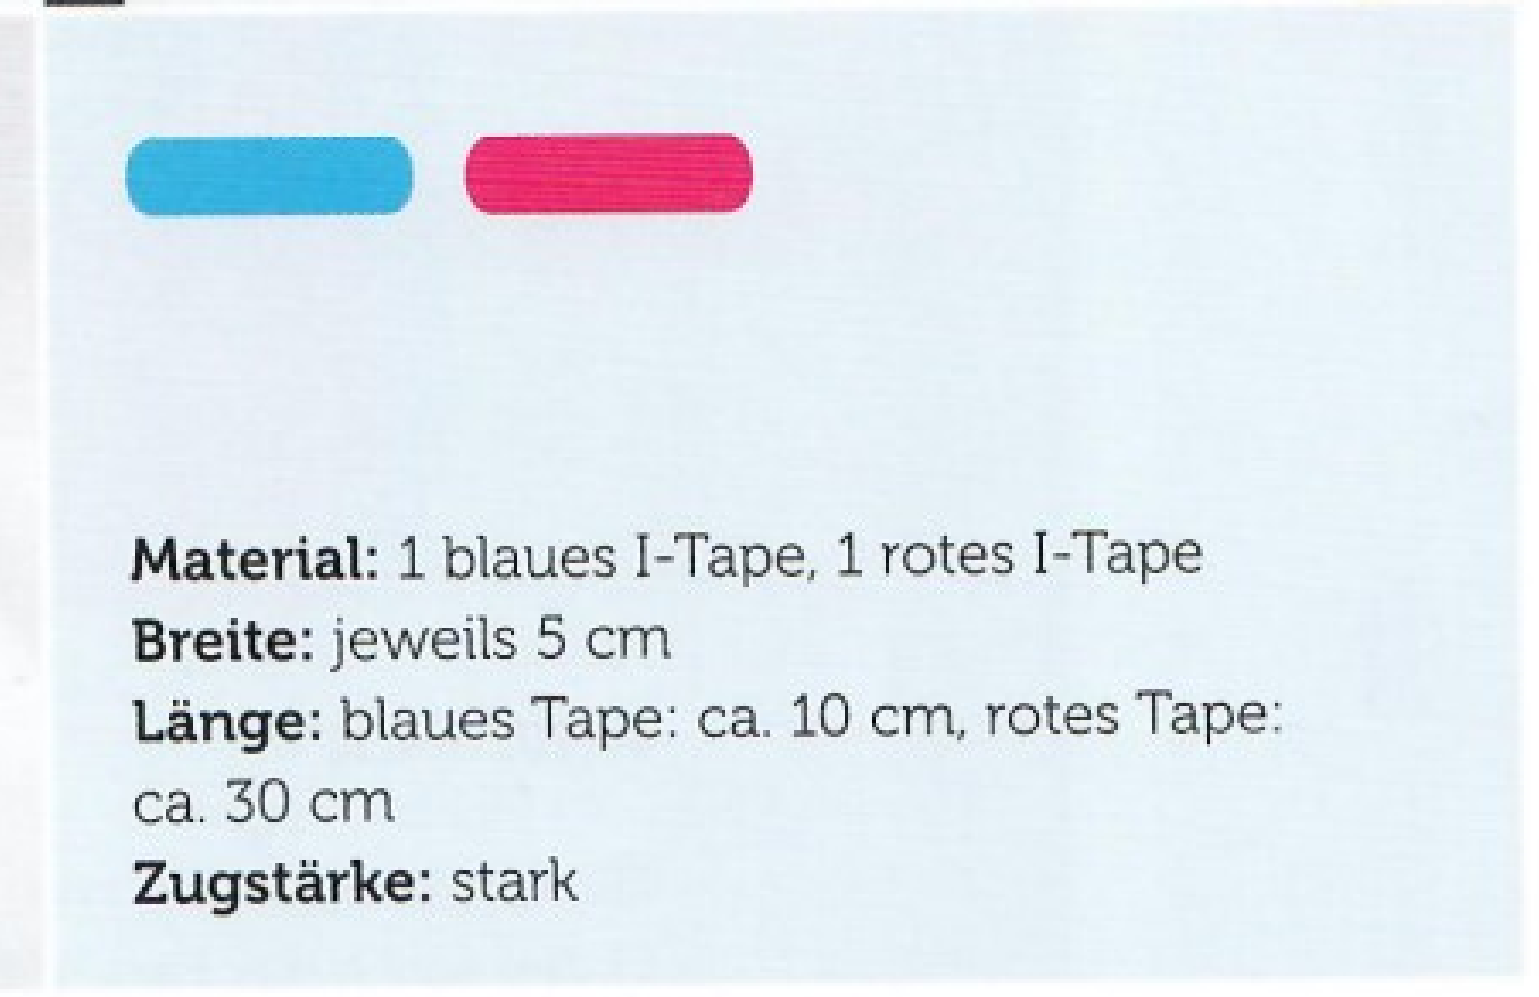 Material: 1 blaues I-Tape, 1 rotes I-Tape
Breite: jeweils 5 cm
Länge: blaues Tape: ca. 10 cm, rotes Tape:
ca. 30 cm
Zugstärke: stark